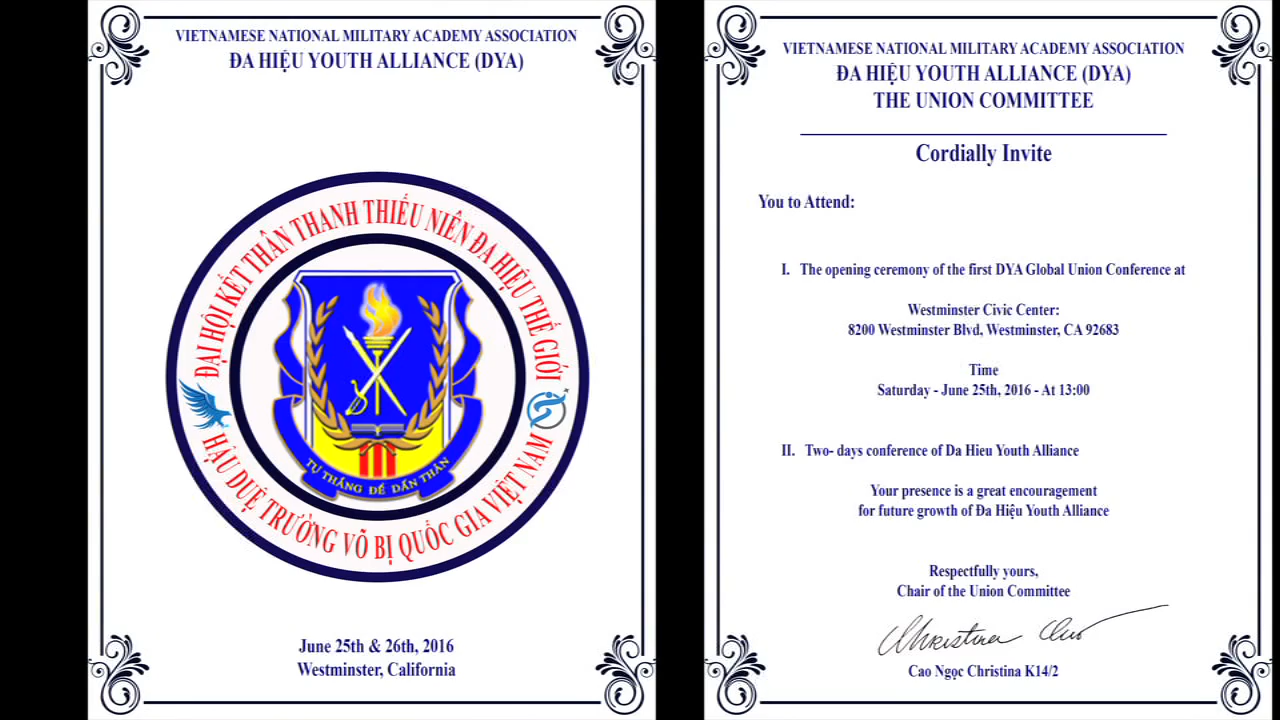 VIETNAMESE NATIONAL MILITARY ACADEMY ASSOCIATION
ĐA HIỆU YOUTH ALLIANCE (DYA)
ĐẠI HỘI KẾT THÂN THANH THIẾU NIÊN ĐA HIỆU THẾ GIỚI
TỰ THẮNG ĐỂ DẤN THÂN
HẬU DUỆ TRƯỜNG VÕ BỊ QUỐC GIA VIỆT NAM
June 25th & 26th, 2016
Westminster, California
VIETNAMESE NATIONAL MILITARY ACADEMY ASSOCIATION
ĐA HIỆU YOUTH ALLIANCE (DYA)
THE UNION COMMITTEE
Cordially Invite
You to Attend:
I. The opening ceremony of the first DYA Global Union Conference at
Westminster Civic Center:
8200 Westminster Blvd, Westminster, CA 92683
Time
Saturday - June 25th, 2016 - At 13:00
II. Two- days conference of Da Hieu Youth Alliance
Your presence is a great encouragement
for future growth of Đa Hiệu Youth Alliance
Respectfully yours,
Chair of the Union Committee
Christina Cao
Cao Ngọc Christina K14/2